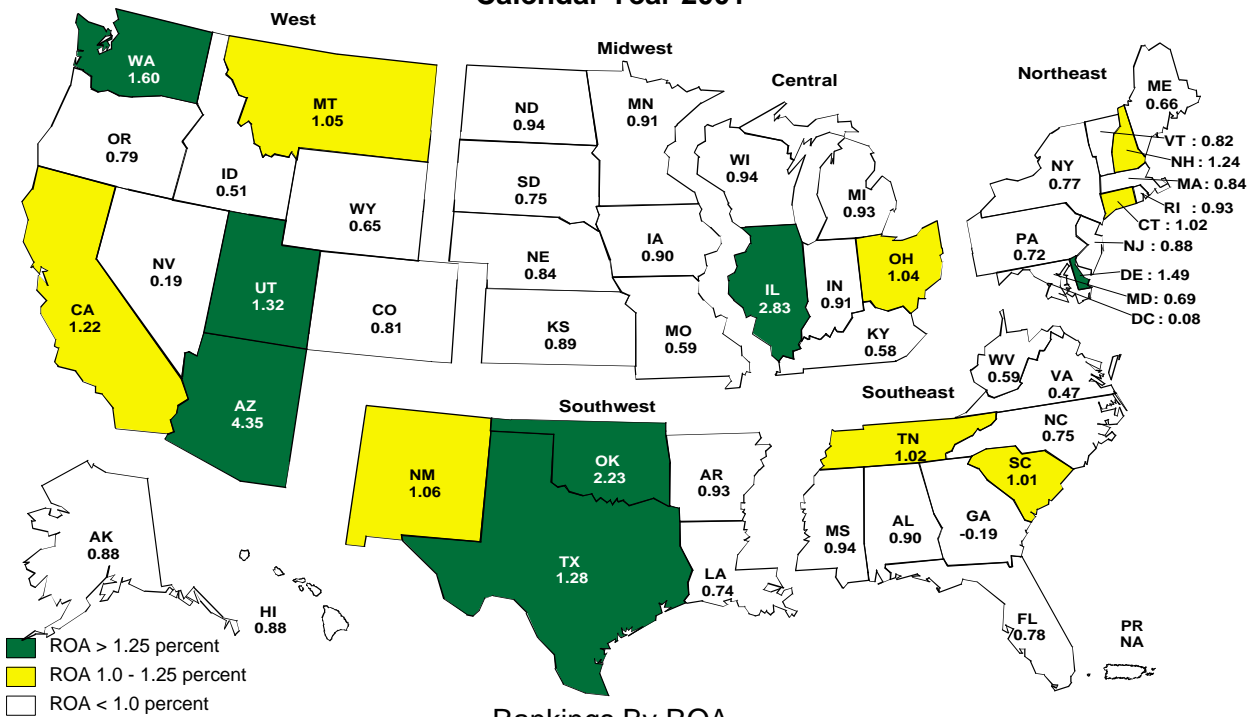 Calendar Year 2001
West
Midwest
Central
Northeast
WA
1.60
MT
1.05
OR
0.79
ID
0.51
WY
0.65
NV
0.19
UT
1.32
CO
0.81
CA
1.22
AZ
4.35
AK
0.88
HI
0.88
ND
0.94
MN
0.91
SD
0.75
NE
0.84
IA
0.90
KS
0.89
MO
0.59
WI
0.94
MI
0.93
IL
2.83
IN
0.91
OH
1.04
KY
0.58
ME
0.66
VT : 0.82
NH : 1.24
MA : 0.84
RI : 0.93
CT : 1.02
NJ : 0.88
DE : 1.49
MD : 0.69
DC : 0.08
NY
0.77
PA
0.72
Southwest
NM
1.06
OK
2.23
TX
1.28
AR
0.93
LA
0.74
Southeast
WV
0.59
VA
0.47
NC
0.75
TN
1.02
SC
1.01
MS
0.94
AL
0.90
GA
-0.19
FL
0.78
PR
NA
ROA > 1.25 percent
ROA 1.0 - 1.25 percent
ROA < 1.0 percent
Rankings By ROA